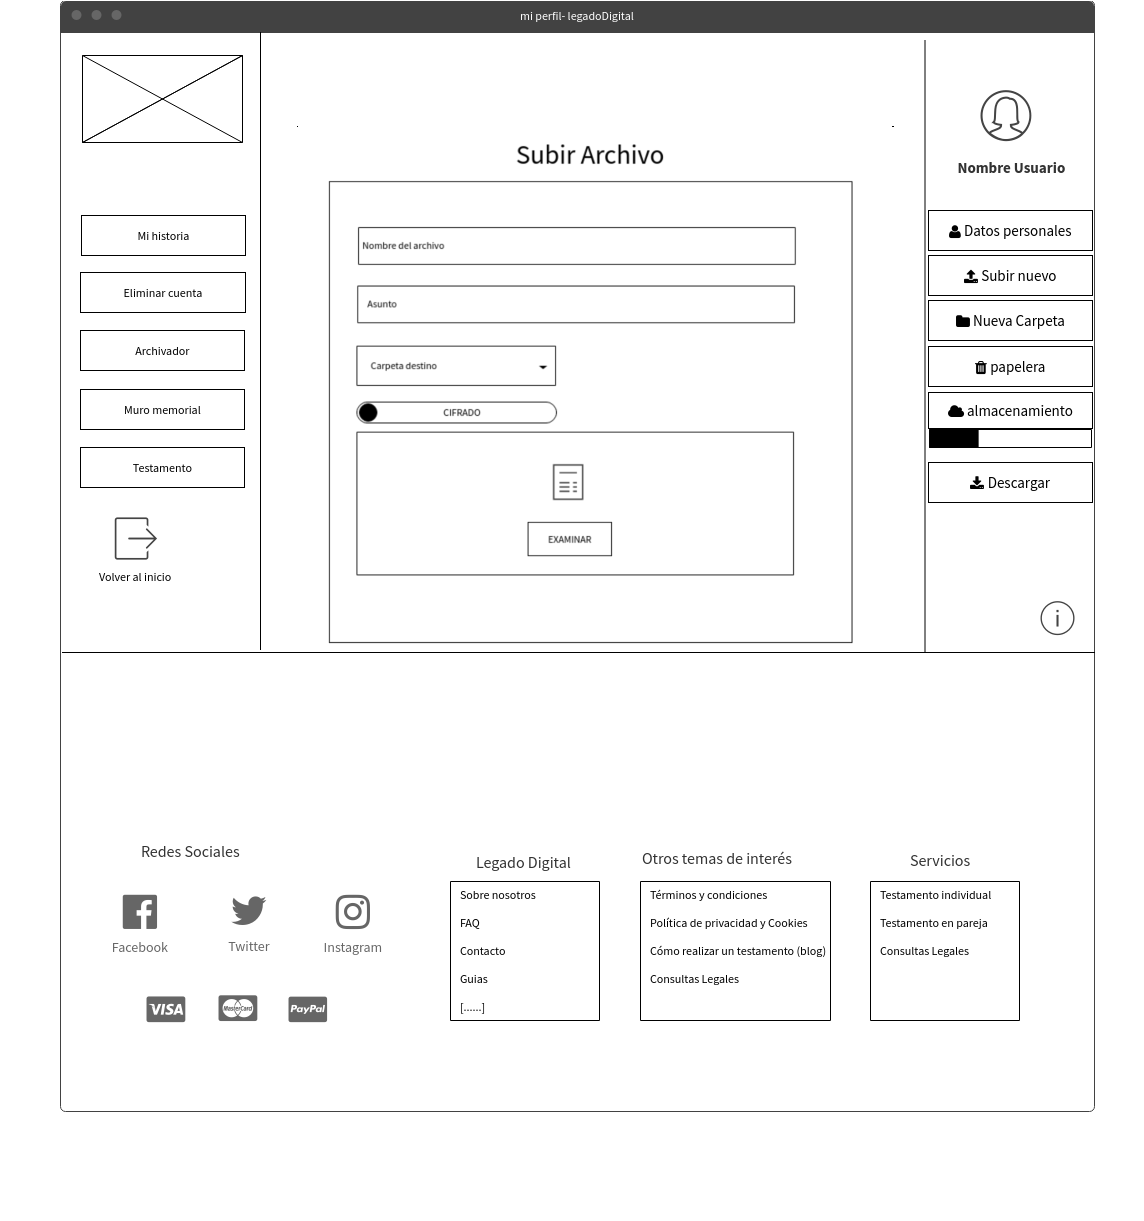 mi perfil- legadoDigital
Mi historia
Eliminar cuenta
Archivador
Muro memorial
Testamento
Volver al inicio
Subir Archivo
Nombre del archivo
Asunto
Carpeta destino
CIFRADO
EXAMINAR
Nombre Usuario
Datos personales
Subir nuevo
Nueva Carpeta
papelera
almacenamiento
Descargar
i
Redes Sociales
Facebook
Twitter
Instagram
VISA
MasterCard
PayPal
Legado Digital
Sobre nosotros
FAQ
Contacto
Guias
[......]
Otros temas de interés
Términos y condiciones
Política de privacidad y Cookies
Cómo realizar un testamento (blog)
Consultas Legales
Servicios
Testamento individual
Testamento en pareja
Consultas Legales